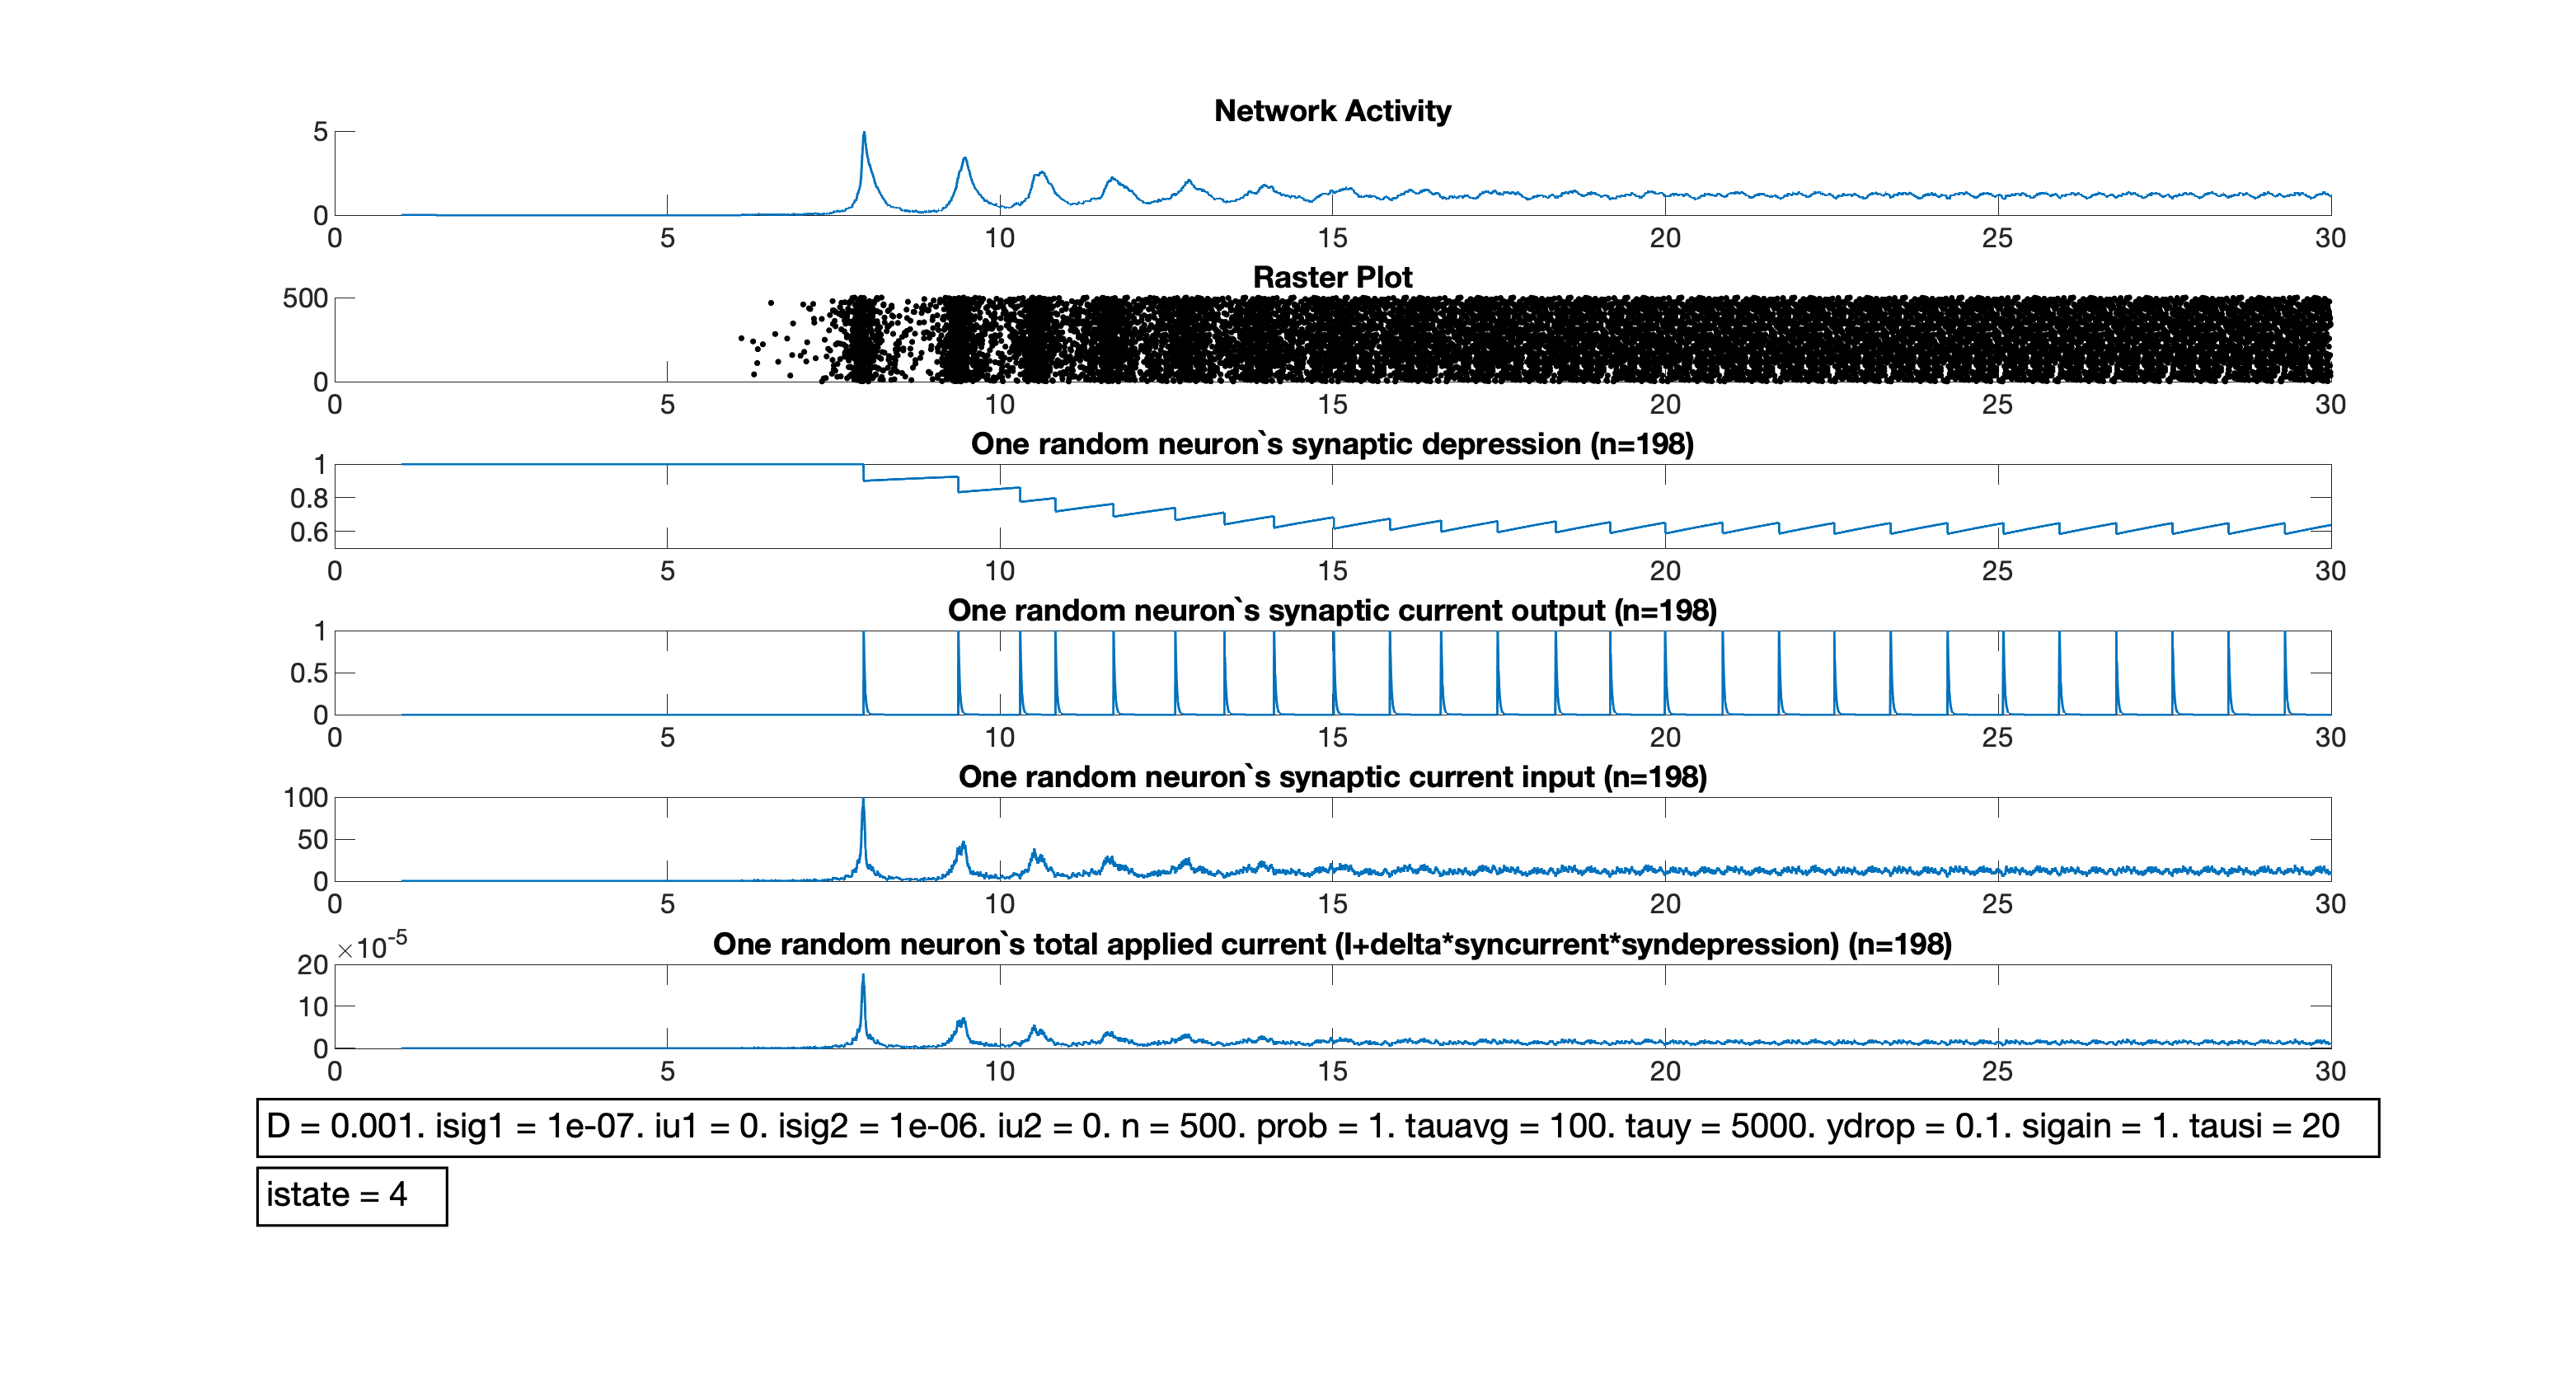 Network Activity
5
0
0 5 10 15 20 25 30
Raster Plot
500
0
0 5 10 15 20 25 30
One random neuron`s synaptic depression (n=198)
1
0.8
0.6
0 5 10 15 20 25 30
One random neuron`s synaptic current output (n=198)
1
0.5
0
0 5 10 15 20 25 30
One random neuron`s synaptic current input (n=198)
100
50
0
0 5 10 15 20 25 30
×10-5
One random neuron`s total applied current (I+delta*syncurrent*syndepression) (n=198)
20
10
0
0 5 10 15 20 25 30
D = 0.001. isig1 = 1e-07. iu1 = 0. isig2 = 1e-06. iu2 = 0. n = 500. prob = 1. tauavg = 100. tauy = 5000. ydrop = 0.1. sigain = 1. tausi = 20
istate = 4